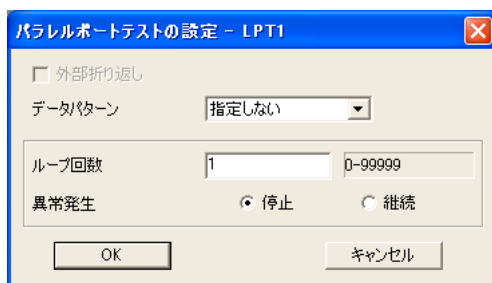 パラレルポートテストの設定 - LPT1
外部折り返し
データパターン 指定しない
ループ回数 1 0-99999
異常発生 停止 継続
OK キャンセル